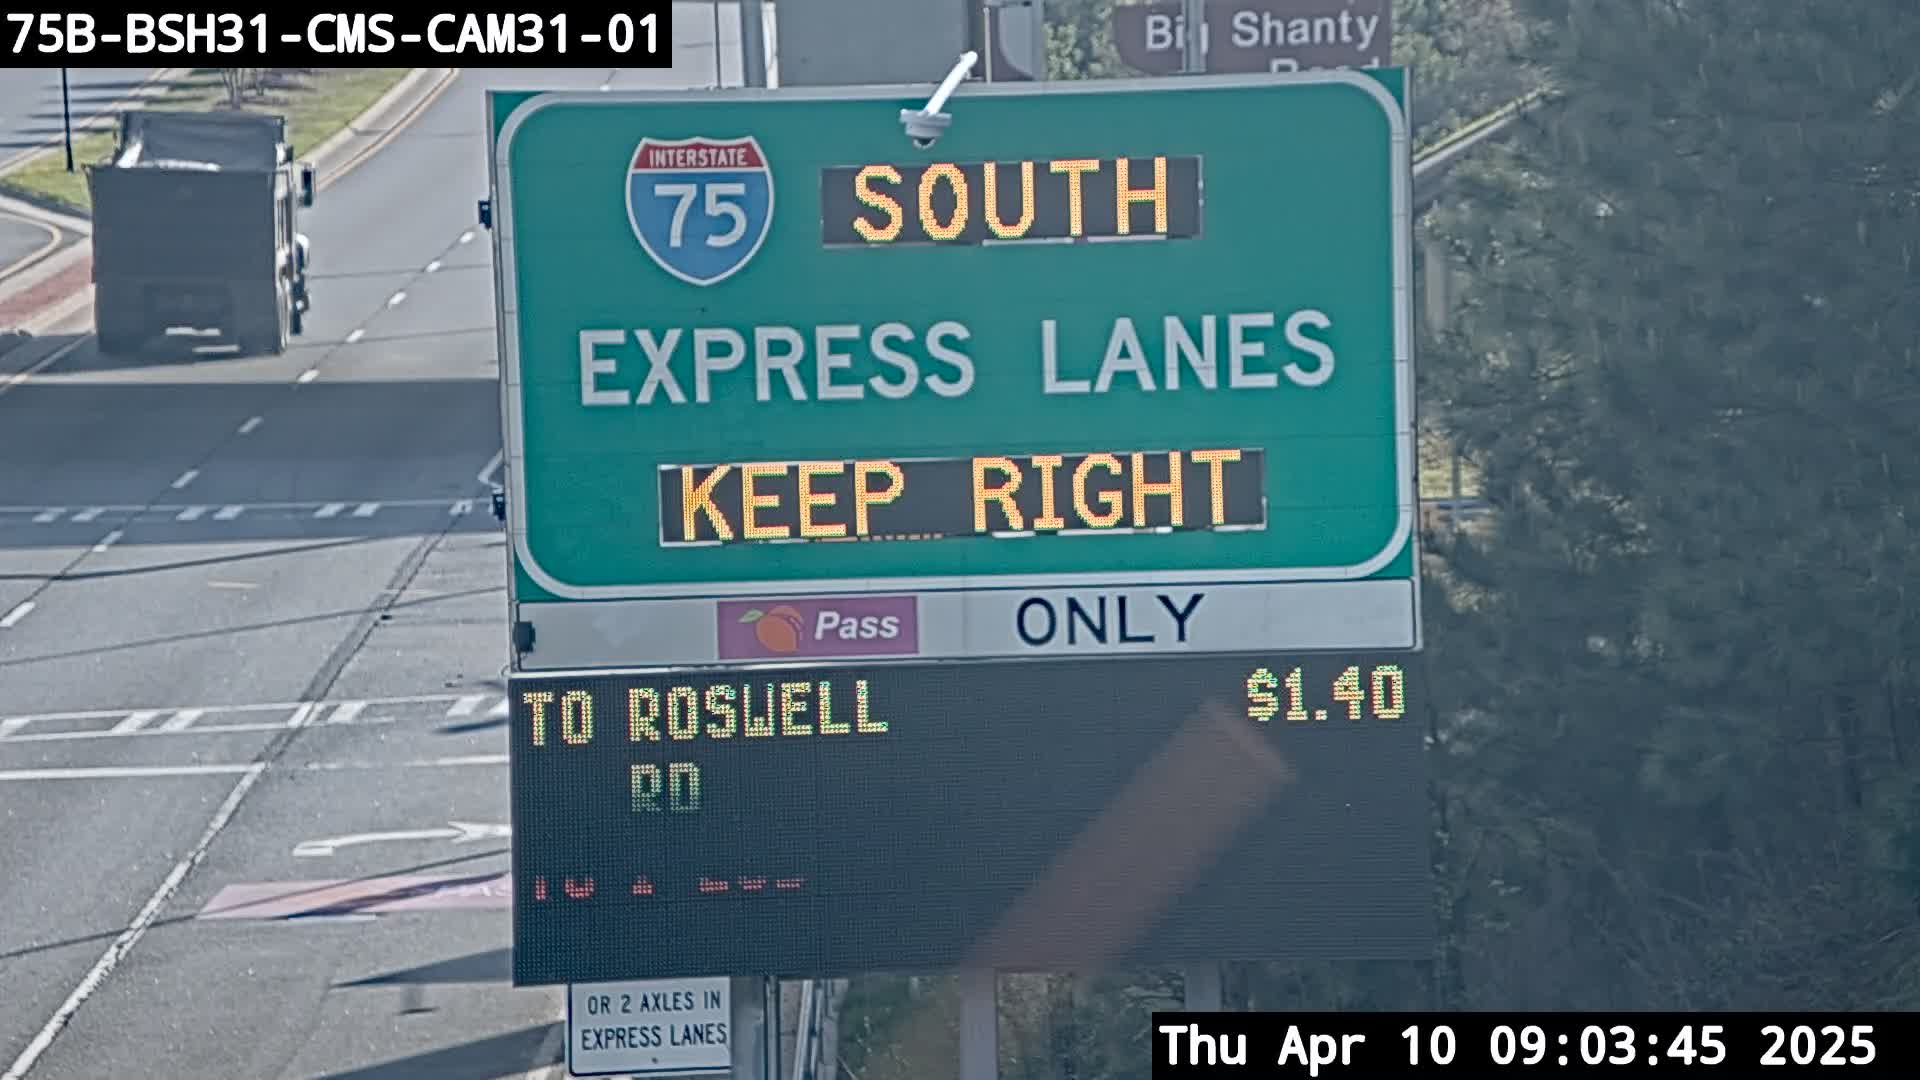 75B-BSH31-CMS-CAM31-01
Big Shanty
Road
INTERSTATE
75
SOUTH
EXPRESS LANES
KEEP RIGHT
Pass
ONLY
TO ROSWELL $1.40
RD
OR 2 AXLES IN
EXPRESS LANES
Thu Apr 10 09:03:45 2025